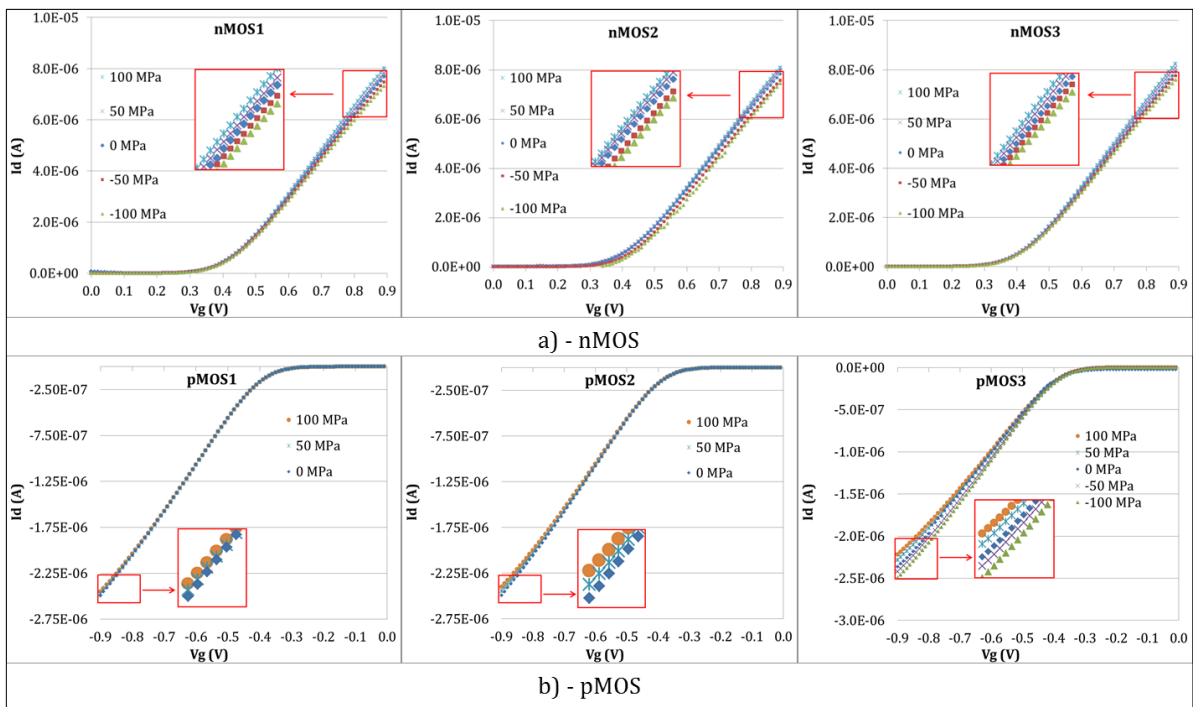 nMOS1
1.0E-05
8.0E-06
6.0E-06
4.0E-06
2.0E-06
0.0E+00
Id (A)
100 MPa
50 MPa
0 MPa
-50 MPa
-100 MPa
0.0 0.1 0.2 0.3 0.4 0.5 0.6 0.7 0.8 0.9
Vg (V)
nMOS2
1.0E-05
8.0E-06
6.0E-06
4.0E-06
2.0E-06
0.0E+00
Id (A)
100 MPa
50 MPa
0 MPa
-50 MPa
-100 MPa
0.0 0.1 0.2 0.3 0.4 0.5 0.6 0.7 0.8 0.9
Vg (V)
nMOS3
1.0E-05
8.0E-06
6.0E-06
4.0E-06
2.0E-06
0.0E+00
Id (A)
100 MPa
50 MPa
0 MPa
-50 MPa
-100 MPa
0.0 0.1 0.2 0.3 0.4 0.5 0.6 0.7 0.8 0.9
Vg (V)
a) - nMOS
pMOS1
-2.50E-07
-7.50E-07
-1.25E-06
-1.75E-06
-2.25E-06
-2.75E-06
Id (A)
100 MPa
50 MPa
0 MPa
-0.9 -0.8 -0.7 -0.6 -0.5 -0.4 -0.3 -0.2 -0.1 0.0
Vg (V)
pMOS2
-2.50E-07
-7.50E-07
-1.25E-06
-1.75E-06
-2.25E-06
-2.75E-06
Id (A)
100 MPa
50 MPa
0 MPa
-0.9 -0.8 -0.7 -0.6 -0.5 -0.4 -0.3 -0.2 -0.1 0.0
Vg (V)
pMOS3
0.0E+00
-5.0E-07
-1.0E-06
-1.5E-06
-2.0E-06
-2.5E-06
-3.0E-06
Id (A)
100 MPa
50 MPa
0 MPa
-50 MPa
-100 MPa
-0.9 -0.8 -0.7 -0.6 -0.5 -0.4 -0.3 -0.2 -0.1 0.0
Vg (V)
b) - pMOS